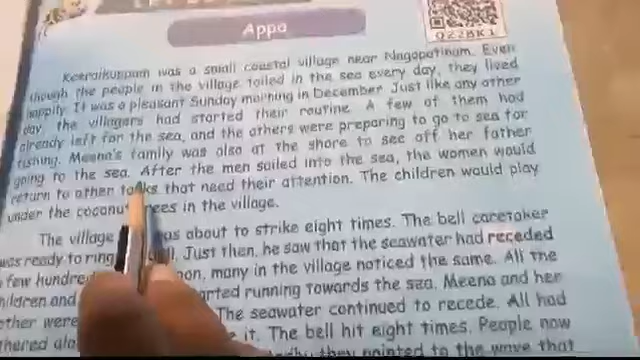 Appa
QZZBK1
Keeraikuppam was a small coastal village near Nagapatinam. Even
though the people in the village toiled in the sea every day, they lived
happily. It was a pleasant Sunday morning in December. Just like any other
day, the villagers had started their routine. A few of them had
already left for the sea, and the others were preparing to go to sea for
fishing. Meena's family was also at the shore to see off her father
going to the sea. After the men sailed into the sea, the women would
return to other that need their attention. The children would play
under the coconut trees in the village.
The village was about to strike eight times. The bell caretaker
was ready to ring Just then, he saw that the seawater had receded
few hundred many in the village noticed the same. All the
children and started running towards the sea. Meena and her
The seawater continued to recede. All had
it. The bell hit eight times. People now
they pointed to the wave that